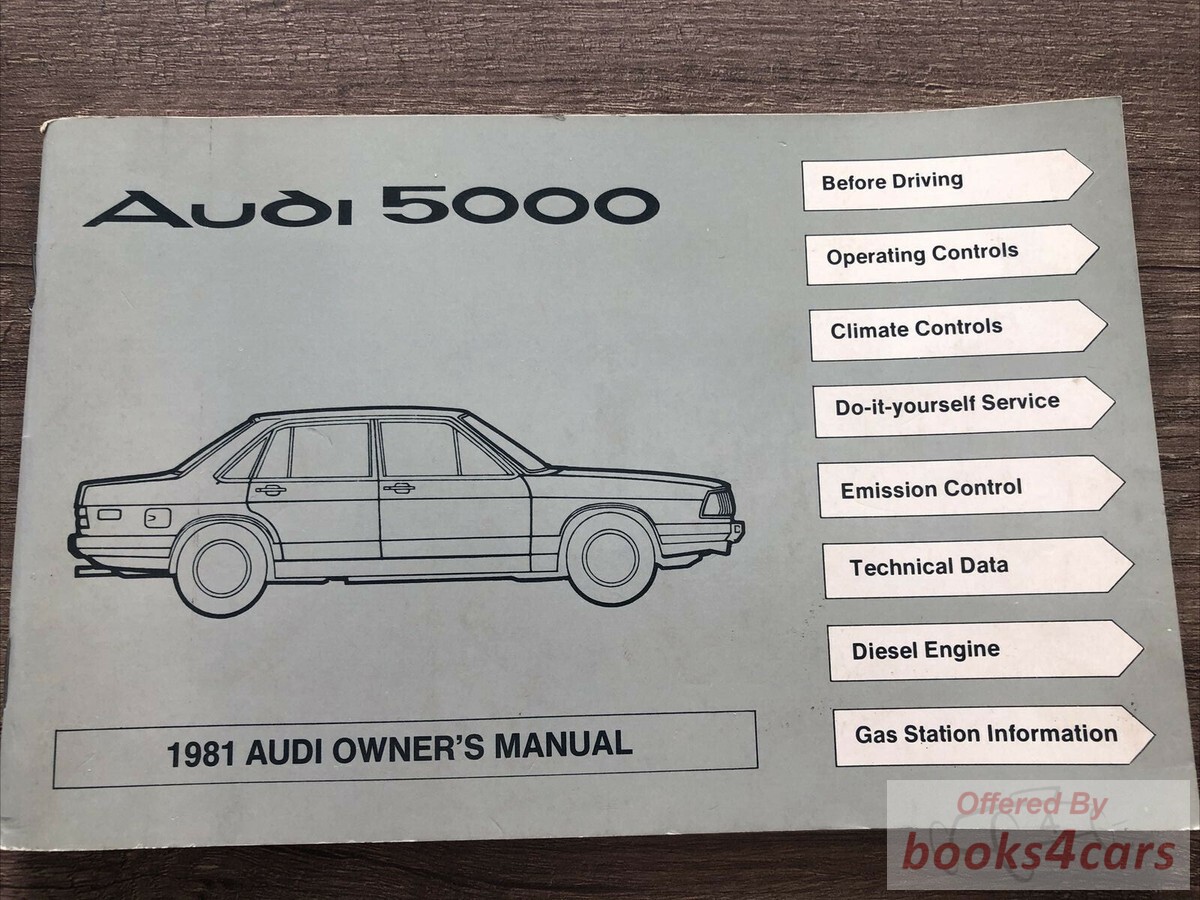 Audi 5000
Before Driving
Operating Controls
Climate Controls
Do-it-yourself Service
Emission Control
Technical Data
Diesel Engine
Gas Station Information
1981 AUDI OWNER'S MANUAL
Offered By
books4cars